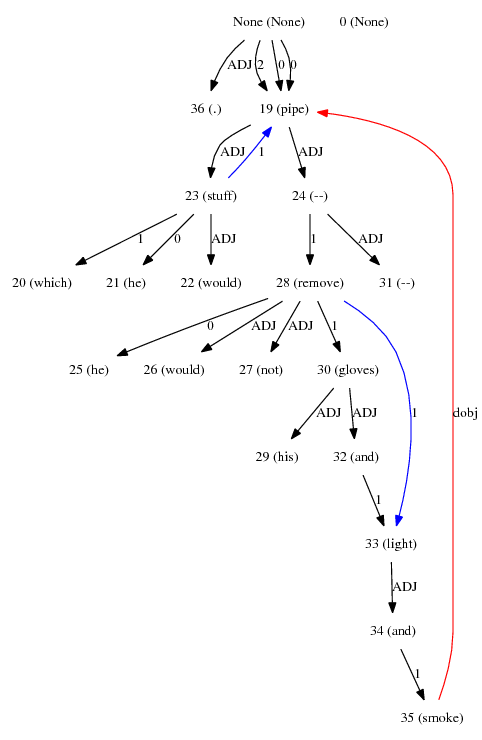 None (None) 0 (None)
ADJ 2 0 0
36 (.) 19 (pipe)
ADJ 1 ADJ
23 (stuff) 24 (--)
1 0 ADJ 1 ADJ
20 (which) 21 (he) 22 (would) 28 (remove) 31 (--)
0 ADJ ADJ 1
25 (he) 26 (would) 27 (not) 30 (gloves)
ADJ ADJ 1 dobj
29 (his) 32 (and)
1
33 (light)
ADJ
34 (and)
1
35 (smoke)